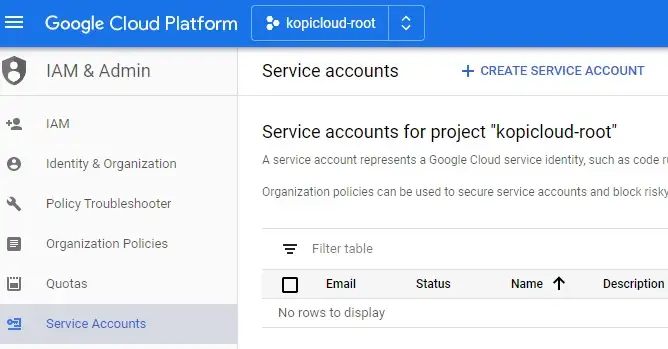 Google Cloud Platform
kopicloud-root
IAM & Admin
Service accounts
+ CREATE SERVICE ACCOUNT
IAM
Identity & Organization
Policy Troubleshooter
Organization Policies
Quotas
Service Accounts
Service accounts for project "kopicloud-root"
A service account represents a Google Cloud service identity, such as code
Organization policies can be used to secure service accounts and block risky
Filter table
Email Status Name Description
No rows to display